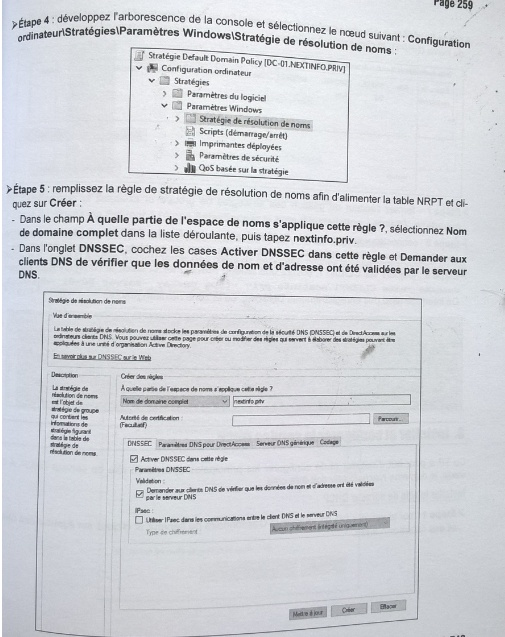 Page 259
➢Étape 4 : développez l'arborescence de la console et sélectionnez le nœud suivant : Configuration
ordinateur\Stratégies\Paramètres Windows\Stratégie de résolution de noms :
Stratégie Default Domain Policy [DC-01.NEXTINFO.PRIV]
Configuration ordinateur
Stratégies
Paramètres du logiciel
Paramètres Windows
Stratégie de résolution de noms
Scripts (démarrage/arrêt)
Imprimantes déployées
Paramètres de sécurité
QoS basée sur la stratégie
➢Étape 5 : remplissez la règle de stratégie de résolution de noms afin d'alimenter la table NRPT et cli-
quez sur Créer :
- Dans le champ À quelle partie de l'espace de noms s'applique cette règle ?, sélectionnez Nom
de domaine complet dans la liste déroulante, puis tapez nextinfo.priv.
- Dans l'onglet DNSSEC, cochez les cases Activer DNSSEC dans cette règle et Demander aux
clients DNS de vérifier que les données de nom et d'adresse ont été validées par le serveur
DNS.
Stratégie de résolution de noms
Vue d'ensemble
La table de stratégie de résolution de noms stocke les paramètres de configuration de la sécurité DNS (DNSSEC) et de DirectAccess sur les
ordinateurs clients DNS. Vous pouvez utiliser cette page pour créer ou modifier des règles qui servent à élaborer des stratégies pouvant être
appliquées à une unité d'organisation Active Directory.
En savoir plus sur DNSSEC sur le Web
Description
La stratégie de
résolution de noms
est l'objet de
stratégie de groupe
qui contient les
informations de
stratégie figurant
dans la table de
stratégie de
résolution de noms.
Créer des règles
À quelle partie de l'espace de noms s'applique cette règle ?
Nom de domaine complet nextinfo.priv
Autorité de certification :
(Facultatif) Parcourir...
DNSSEC Paramètres DNS pour DirectAccess Serveur DNS générique Codage
Activer DNSSEC dans cette règle
Paramètres DNSSEC
Validation :
Demander aux clients DNS de vérifier que les données de nom et d'adresse ont été validées
par le serveur DNS
IPsec :
Utiliser IPsec dans les communications entre le client DNS et le serveur DNS
Type de chiffrement Aucun chiffrement (intégrité uniquement)
Mettre à jour Créer Effacer